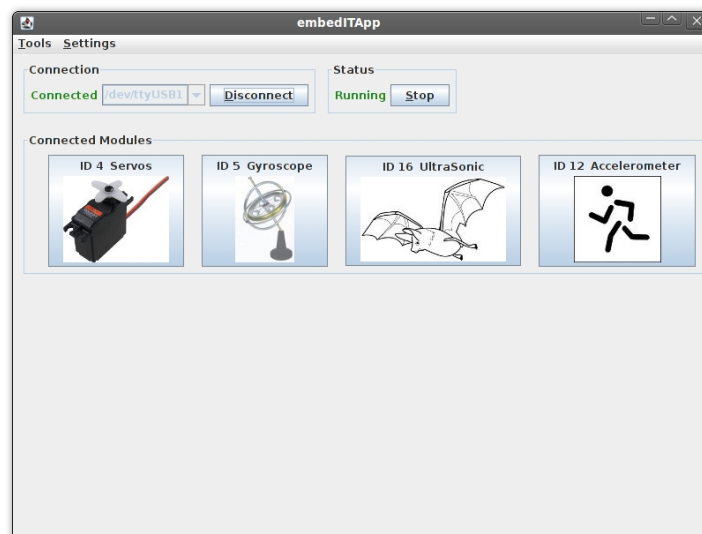 embedITApp
Tools Settings
Connection
Connected /dev/ttyUSB1 Disconnect
Status
Running Stop
Connected Modules
ID 4 Servos
ID 5 Gyroscope
ID 16 UltraSonic
ID 12 Accelerometer